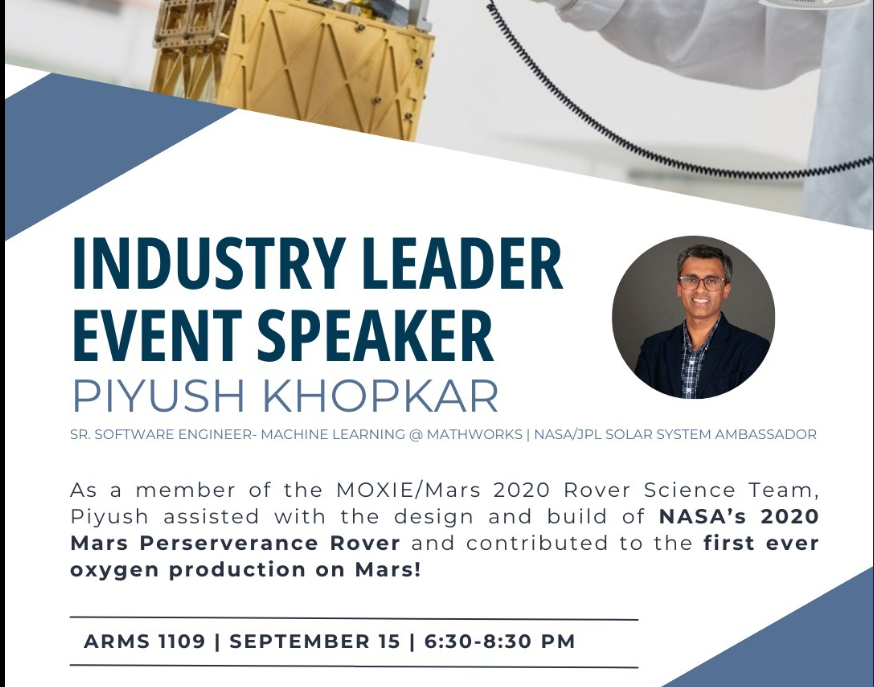 INDUSTRY LEADER
EVENT SPEAKER
PIYUSH KHOPKAR
SR. SOFTWARE ENGINEER- MACHINE LEARNING @ MATHWORKS | NASA/JPL SOLAR SYSTEM AMBASSADOR
As a member of the MOXIE/Mars 2020 Rover Science Team,
Piyush assisted with the design and build of NASA’s 2020
Mars Perserverance Rover and contributed to the first ever
oxygen production on Mars!
ARMS 1109 | SEPTEMBER 15 | 6:30-8:30 PM